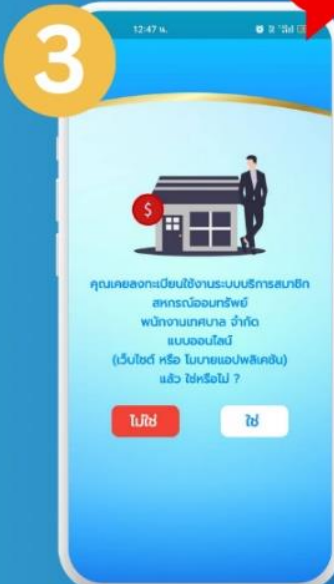 3
12:47 น.
$
คุณเคยลงทะเบียนใช้งานระบบบริการสมาชิก
สหกรณ์ออมทรัพย์
พนักงานเทศบาล จำกัด
แบบออนไลน์
(เว็บไซต์ หรือ โมบายแอปพลิเคชัน)
แล้ว ใช่หรือไม่ ?
ไม่ใช่
ใช่